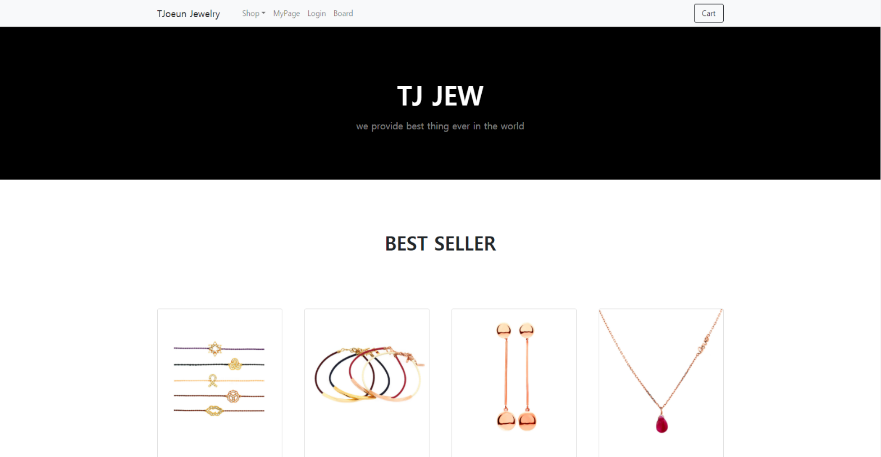 TJoeun Jewelry Shop MyPage Login Board Cart
TJ JEW
we provide best thing ever in the world
BEST SELLER